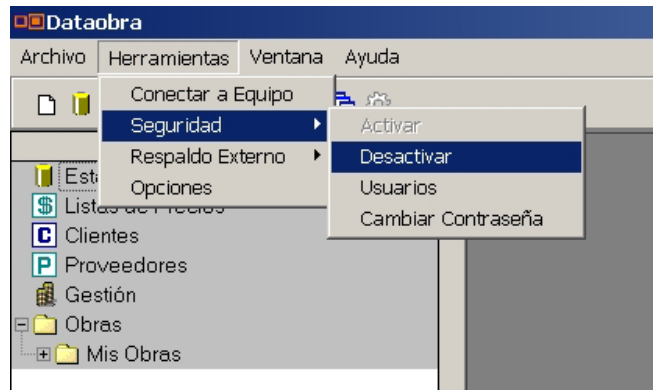 Dataobra
Archivo Herramientas Ventana Ayuda
Conectar a Equipo
Seguridad
Respaldo Externo
Opciones
Activar
Desactivar
Usuarios
Cambiar Contraseña
Listas de Precios
Clientes
Proveedores
Gestión
Obras
Mis Obras